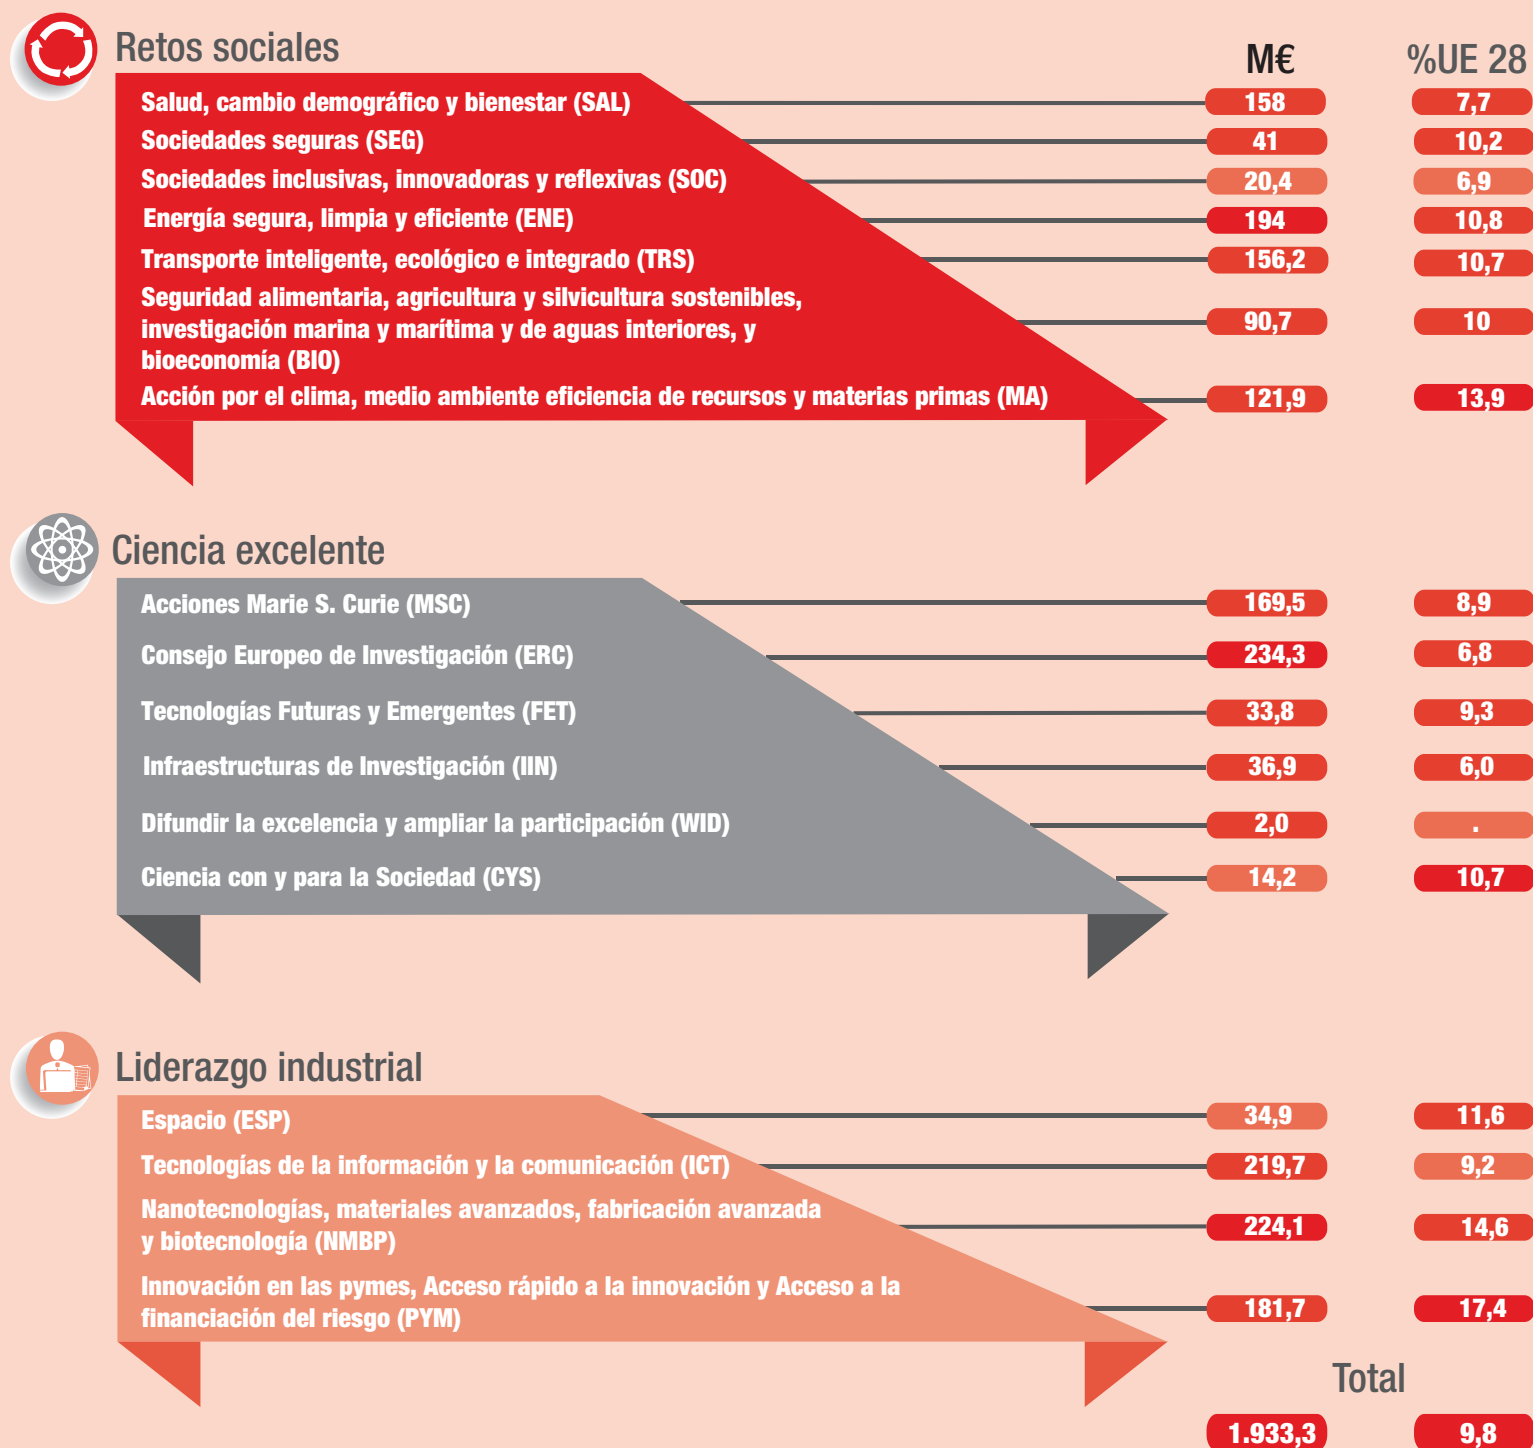 Retos sociales
M€ %UE 28
Salud, cambio demográfico y bienestar (SAL) 158 7,7
Sociedades seguras (SEG) 41 10,2
Sociedades inclusivas, innovadoras y reflexivas (SOC) 20,4 6,9
Energía segura, limpia y eficiente (ENE) 194 10,8
Transporte inteligente, ecológico e integrado (TRS) 156,2 10,7
Seguridad alimentaria, agricultura y silvicultura sostenibles,
investigación marina y marítima y de aguas interiores, y 90,7 10
bioeconomía (BIO)
Acción por el clima, medio ambiente eficiencia de recursos y materias primas (MA) 121,9 13,9
Ciencia excelente
Acciones Marie S. Curie (MSC) 169,5 8,9
Consejo Europeo de Investigación (ERC) 234,3 6,8
Tecnologías Futuras y Emergentes (FET) 33,8 9,3
Infraestructuras de Investigación (IIN) 36,9 6,0
Difundir la excelencia y ampliar la participación (WID) 2,0 .
Ciencia con y para la Sociedad (CYS) 14,2 10,7
Liderazgo industrial
Espacio (ESP) 34,9 11,6
Tecnologías de la información y la comunicación (ICT) 219,7 9,2
Nanotecnologías, materiales avanzados, fabricación avanzada
y biotecnología (NMBP) 224,1 14,6
Innovación en las pymes, Acceso rápido a la innovación y Acceso a la
financiación del riesgo (PYM) 181,7 17,4
Total
1.933,3 9,8